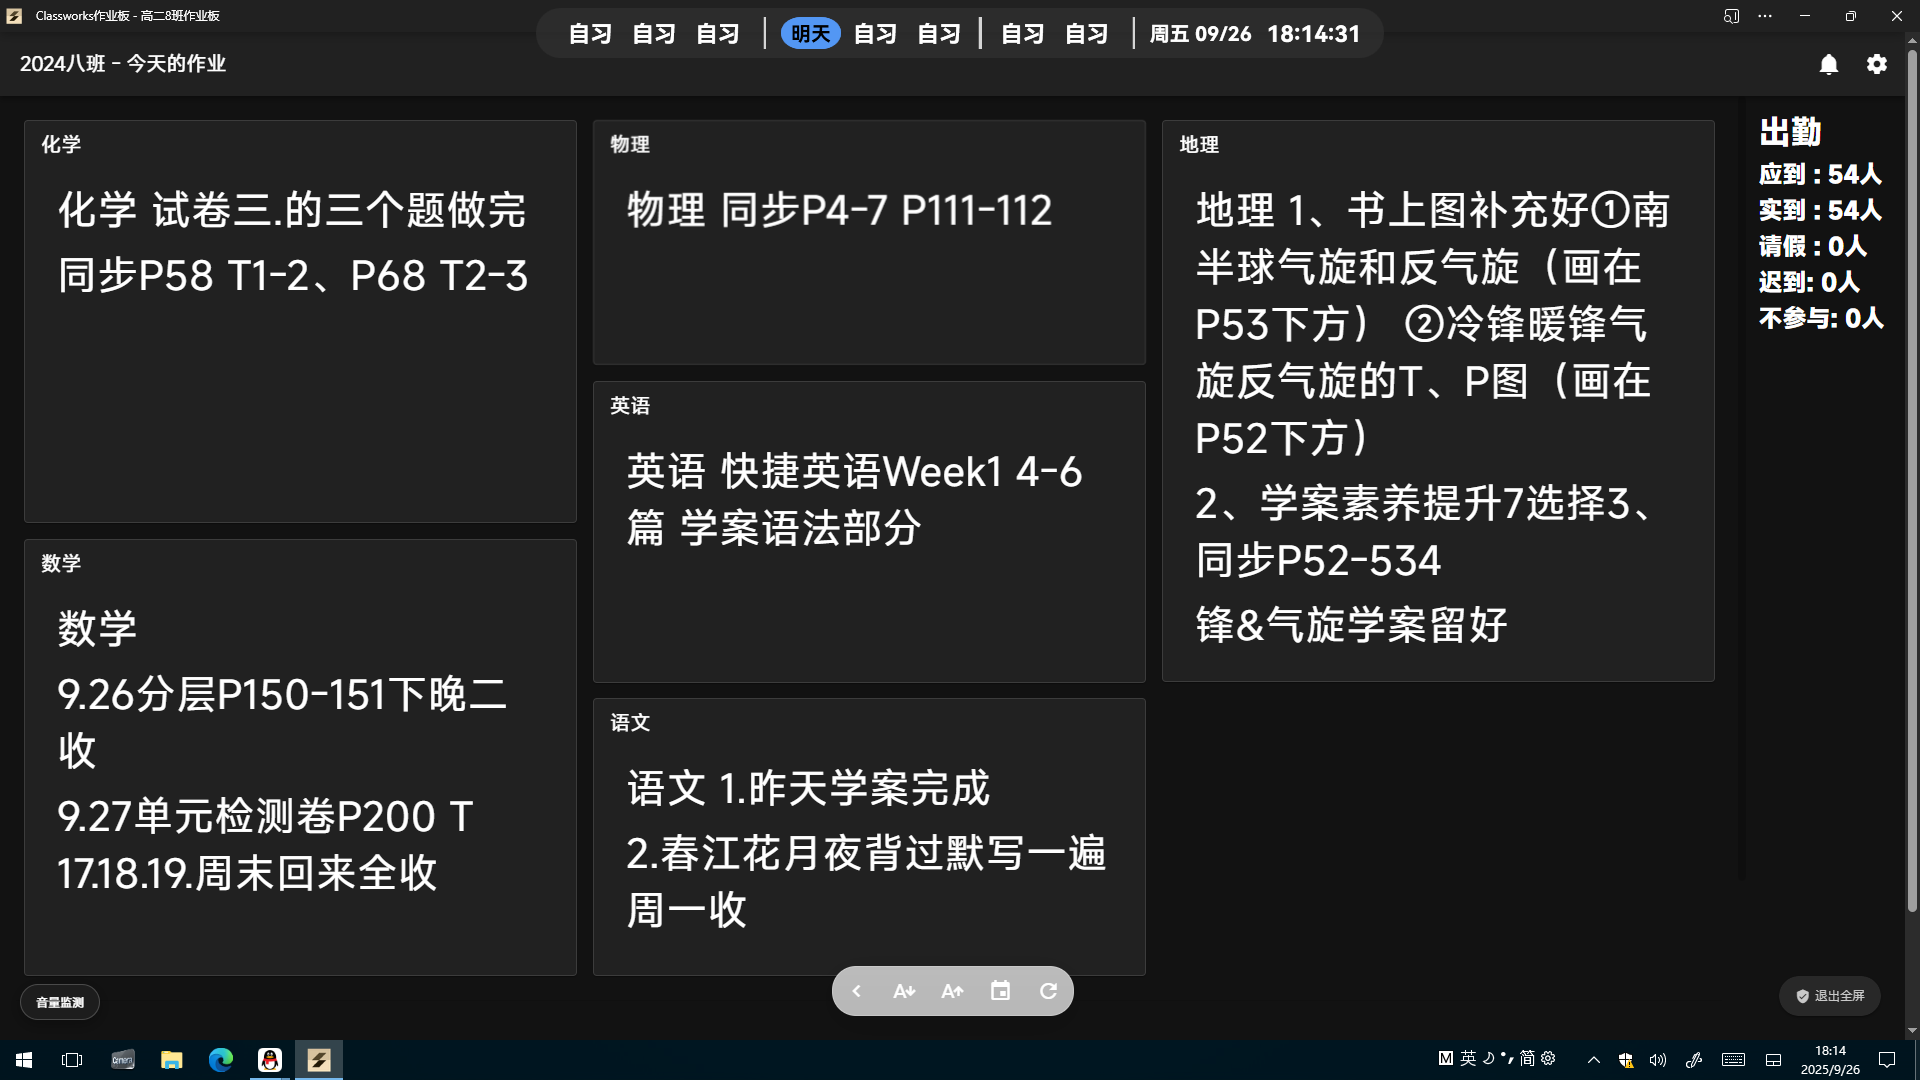 Classworks作业板 - 高二8班作业板
自习 自习 自习 | 明天 自习 自习 | 自习 自习 | 周五 09/26 18:14:31
2024八班 - 今天的作业
化学
化学 试卷三.的三个题做完
同步P58 T1-2、P68 T2-3
数学
数学
9.26分层P150-151下晚二
收
9.27单元检测卷P200 T
17.18.19.周末回来全收
物理
物理 同步P4-7 P111-112
英语
英语 快捷英语Week1 4-6
篇 学案语法部分
语文
语文 1.昨天学案完成
2.春江花月夜背过默写一遍
周一收
地理
地理 1、书上图补充好①南
半球气旋和反气旋（画在
P53下方） ②冷锋暖锋气
旋反气旋的T、P图（画在
P52下方）
2、学案素养提升7选择3、
同步P52-534
锋&气旋学案留好
出勤
应到 : 54人
实到 : 54人
请假 : 0人
迟到: 0人
不参与: 0人
音量监测
退出全屏
M 英 简
18:14
2025/9/26